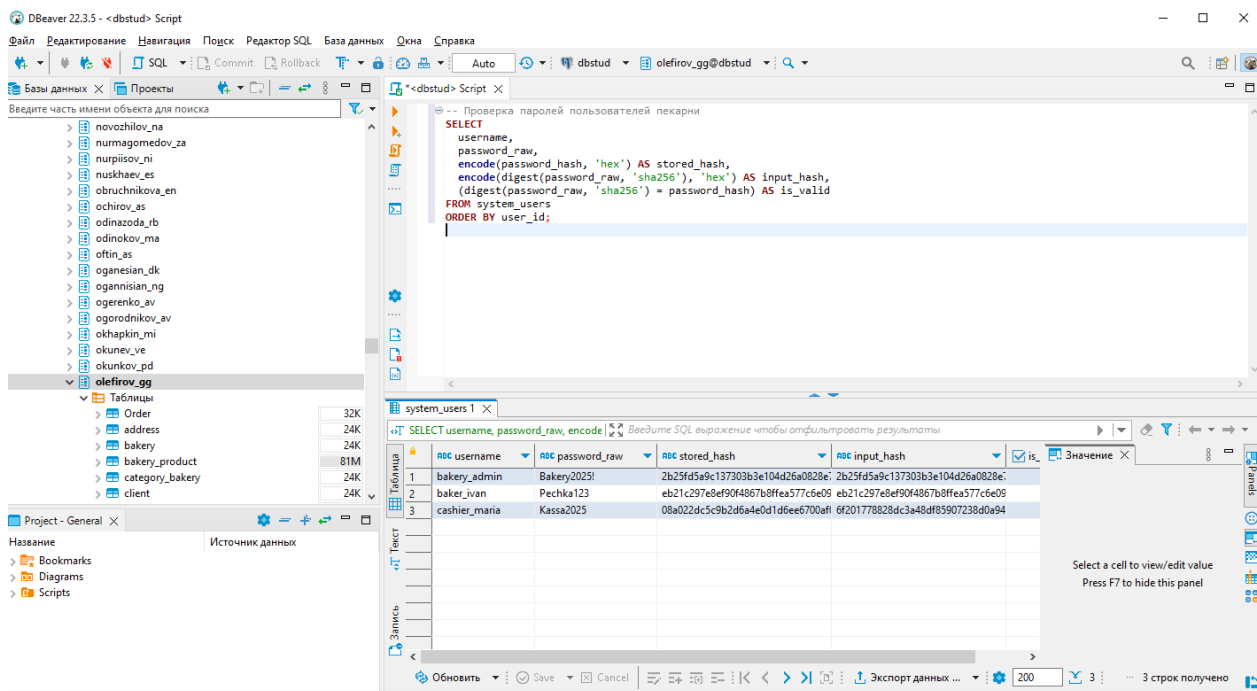 DBeaver 22.3.5 - <dbstud> Script
Файл Редактирование Навигация Поиск Редактор SQL База данных Окна Справка
SQL Commit Rollback Auto dbstud olefirov_gg@dbstud
Базы данных Проекты
Введите часть имени объекта для поиска
novozhilov_na
nurmagomedov_za
nurpiisov_ni
nuskhaev_es
obruchnikova_en
ochirov_as
odinazoda_rb
odinokov_ma
oftin_as
oganesian_dk
ogannisian_ng
ogerenko_av
ogorodnikov_av
okhapkin_mi
okunev_ve
okunkov_pd
olefirov_gg
Таблицы
Order 32K
address 24K
bakery 24K
bakery_product 81M
category_bakery 24K
client 24K
Project - General
Название Источник данных
Bookmarks
Diagrams
Scripts
*<dbstud> Script
-- Проверка паролей пользователей пекарни
SELECT
username,
password_raw,
encode(password_hash, 'hex') AS stored_hash,
encode(digest(password_raw, 'sha256'), 'hex') AS input_hash,
(digest(password_raw, 'sha256') = password_hash) AS is_valid
FROM system_users
ORDER BY user_id;
system_users 1
SELECT username, password_raw, encode Введите SQL выражение чтобы отфильтровать результаты
Таблица
Текст
Запись
ABC username ABC password_raw ABC stored_hash ABC input_hash is_
1 bakery_admin Bakery2025! 2b25fd5a9c137303b3e104d26a0828e 2b25fd5a9c137303b3e104d26a0828e
2 baker_ivan Pechka123 eb21c297e8ef90f4867b8ffea577c6e09 eb21c297e8ef90f4867b8ffea577c6e09
3 cashier_maria Kassa2025 08a022dc5c9b2d6a4e0d1d6ee6700af 6f201778828dc3a48df85907238d0a94
Значение
Select a cell to view/edit value
Press F7 to hide this panel
Panels
Обновить Save Cancel Экспорт данных ... 200 3 3 строк получено